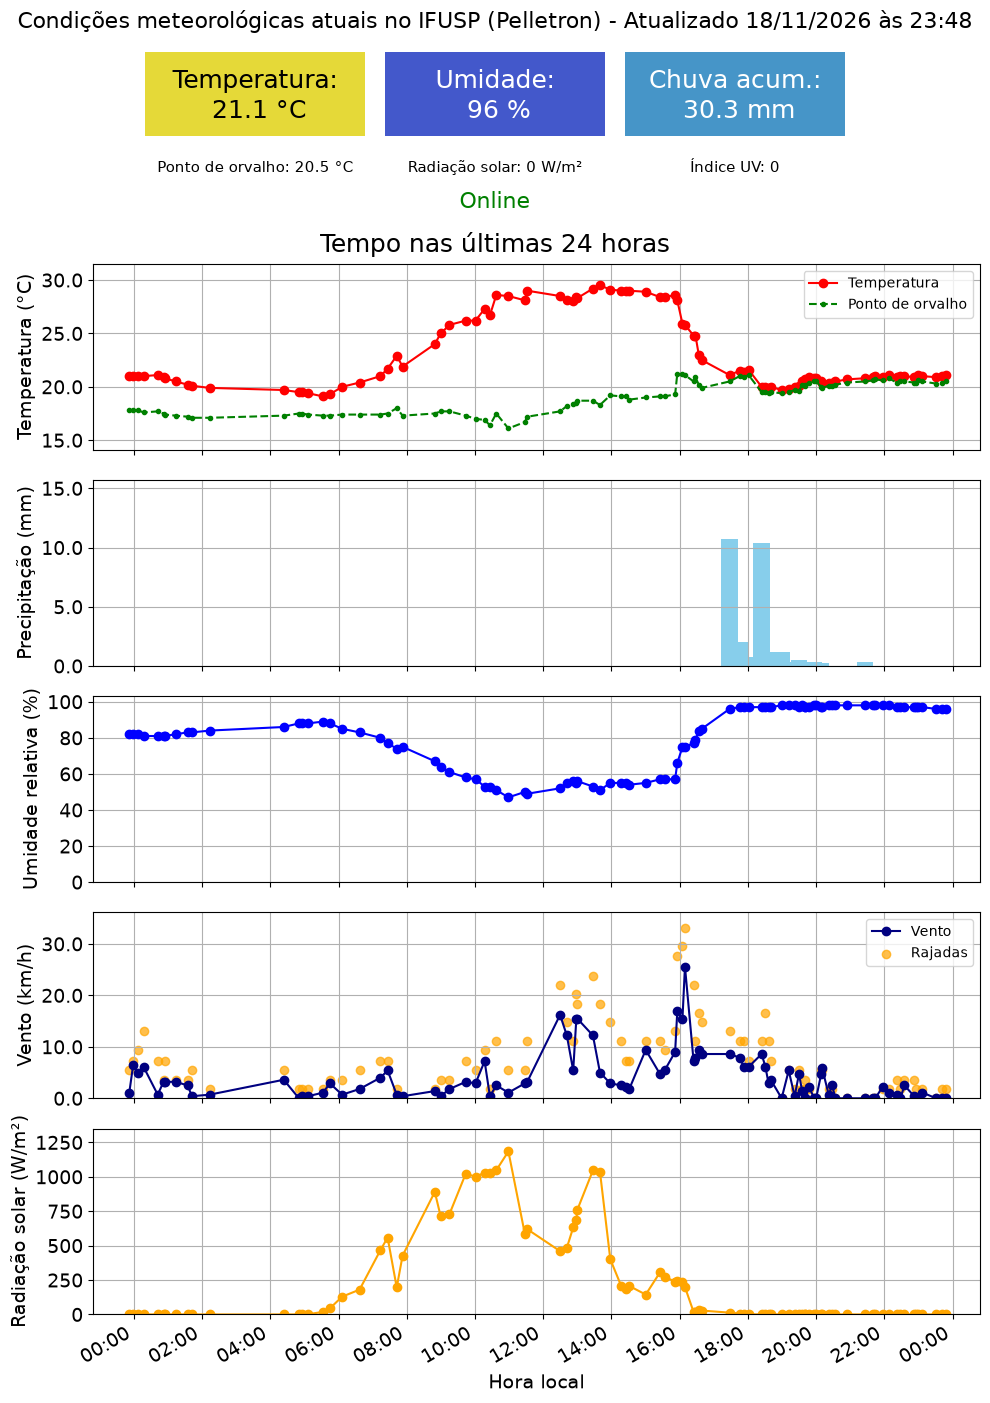 Condições meteorológicas atuais no IFUSP (Pelletron) - Atualizado 18/11/2026 às 23:48
Temperatura:
21.1 °C
Umidade:
96 %
Chuva acum.:
30.3 mm
Ponto de orvalho: 20.5 °C
Radiação solar: 0 W/m²
Índice UV: 0
Online
Tempo nas últimas 24 horas
Temperatura (°C)
30.0
25.0
20.0
15.0
Temperatura
Ponto de orvalho
Precipitação (mm)
15.0
10.0
5.0
0.0
Umidade relativa (%)
100
80
60
40
20
0
Vento (km/h)
30.0
20.0
10.0
0.0
Vento
Rajadas
Radiação solar (W/m²)
1250
1000
750
500
250
0
00:00
02:00
04:00
06:00
08:00
10:00
12:00
14:00
16:00
18:00
20:00
22:00
00:00
Hora local